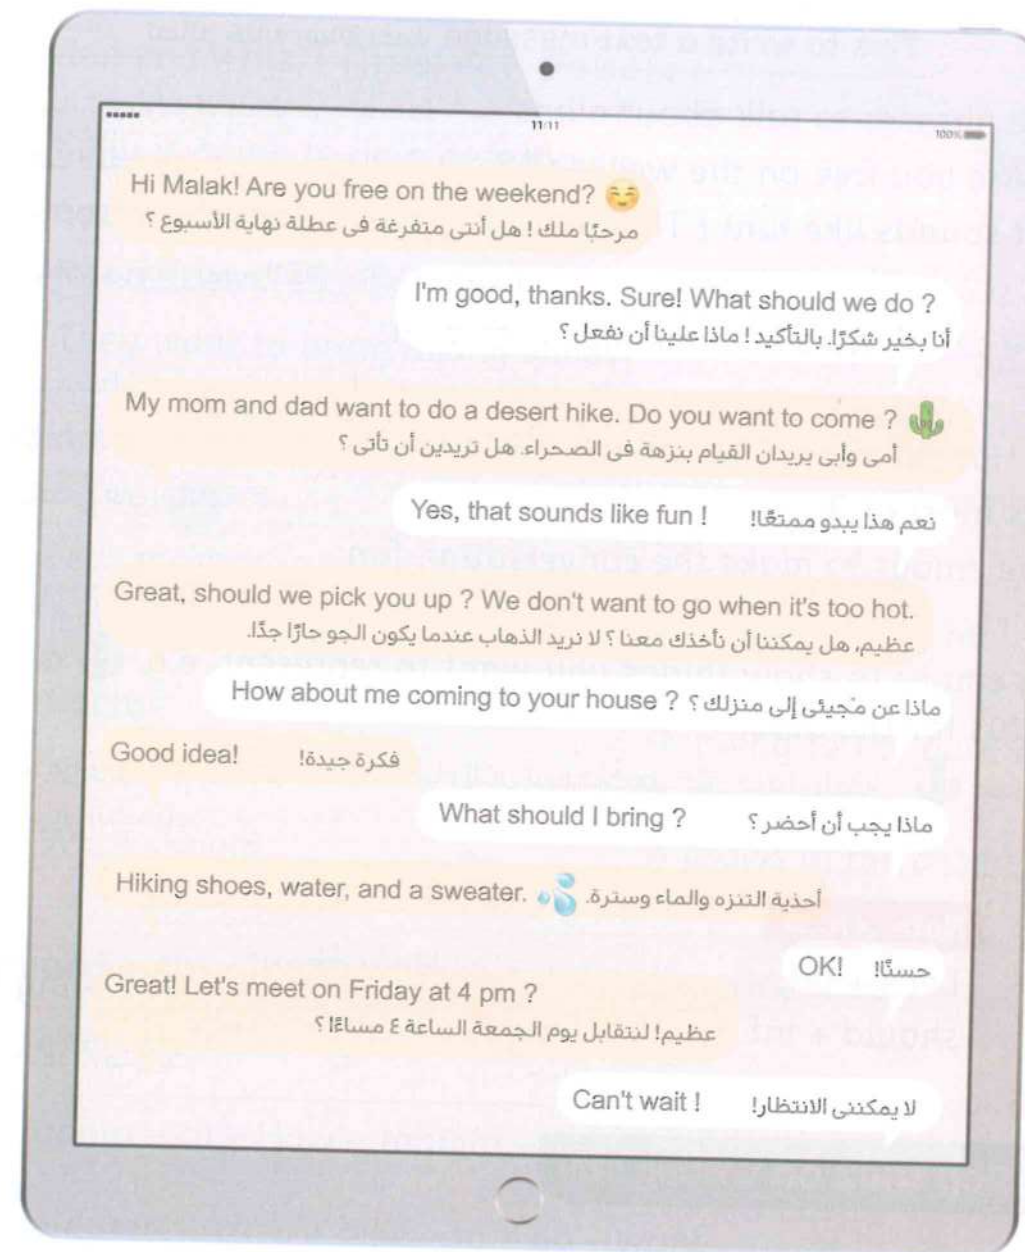 11:11
100%
Hi Malak! Are you free on the weekend? 😊
مرحبًا ملك ! هل أنتى متفرغة فى عطلة نهاية الأسبوع ؟
I'm good, thanks. Sure! What should we do ?
أنا بخير شكرًا. بالتأكيد ! ماذا علينا أن نفعل ؟
My mom and dad want to do a desert hike. Do you want to come ? 🌵
أمى وأبى يريدان القيام بنزهة فى الصحراء. هل تريدين أن تأتى ؟
Yes, that sounds like fun ! نعم هذا يبدو ممتعًا!
Great, should we pick you up ? We don't want to go when it's too hot.
عظيم، هل يمكننا أن نأخذك معنا ؟ لا نريد الذهاب عندما يكون الجو حارًا جدًا.
How about me coming to your house ? ماذا عن مَجيئى إلى منزلك ؟
Good idea! فكرة جيدة!
What should I bring ? ماذا يجب أن أحضر ؟
Hiking shoes, water, and a sweater. 💦 أحذية التنزه والماء وسترة.
OK! حسنًا!
Great! Let's meet on Friday at 4 pm ?
عظيم! لنتقابل يوم الجمعة الساعة ٤ مساءًا ؟
Can't wait ! لا يمكننى الانتظار!